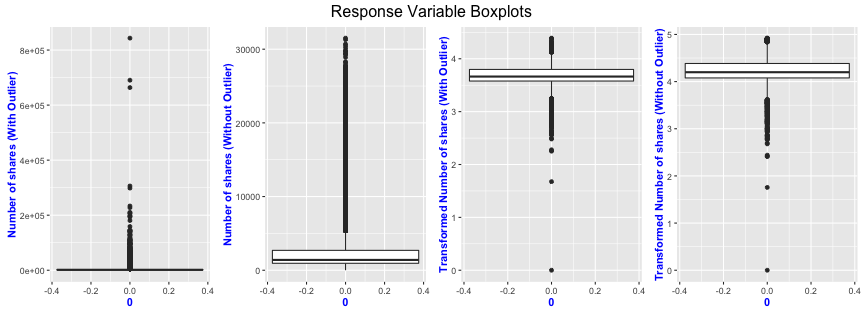 Response Variable Boxplots
Number of shares (With Outlier)
8e+05
6e+05
4e+05
2e+05
0e+00
-0.4 -0.2 0.0 0.2 0.4
0
Number of shares (Without Outlier)
30000
20000
10000
0
-0.4 -0.2 0.0 0.2 0.4
0
Transformed Number of shares (With Outlier)
4
3
2
1
0
-0.4 -0.2 0.0 0.2 0.4
0
Transformed Number of shares (Without Outlier)
5
4
3
2
1
0
-0.4 -0.2 0.0 0.2 0.4
0